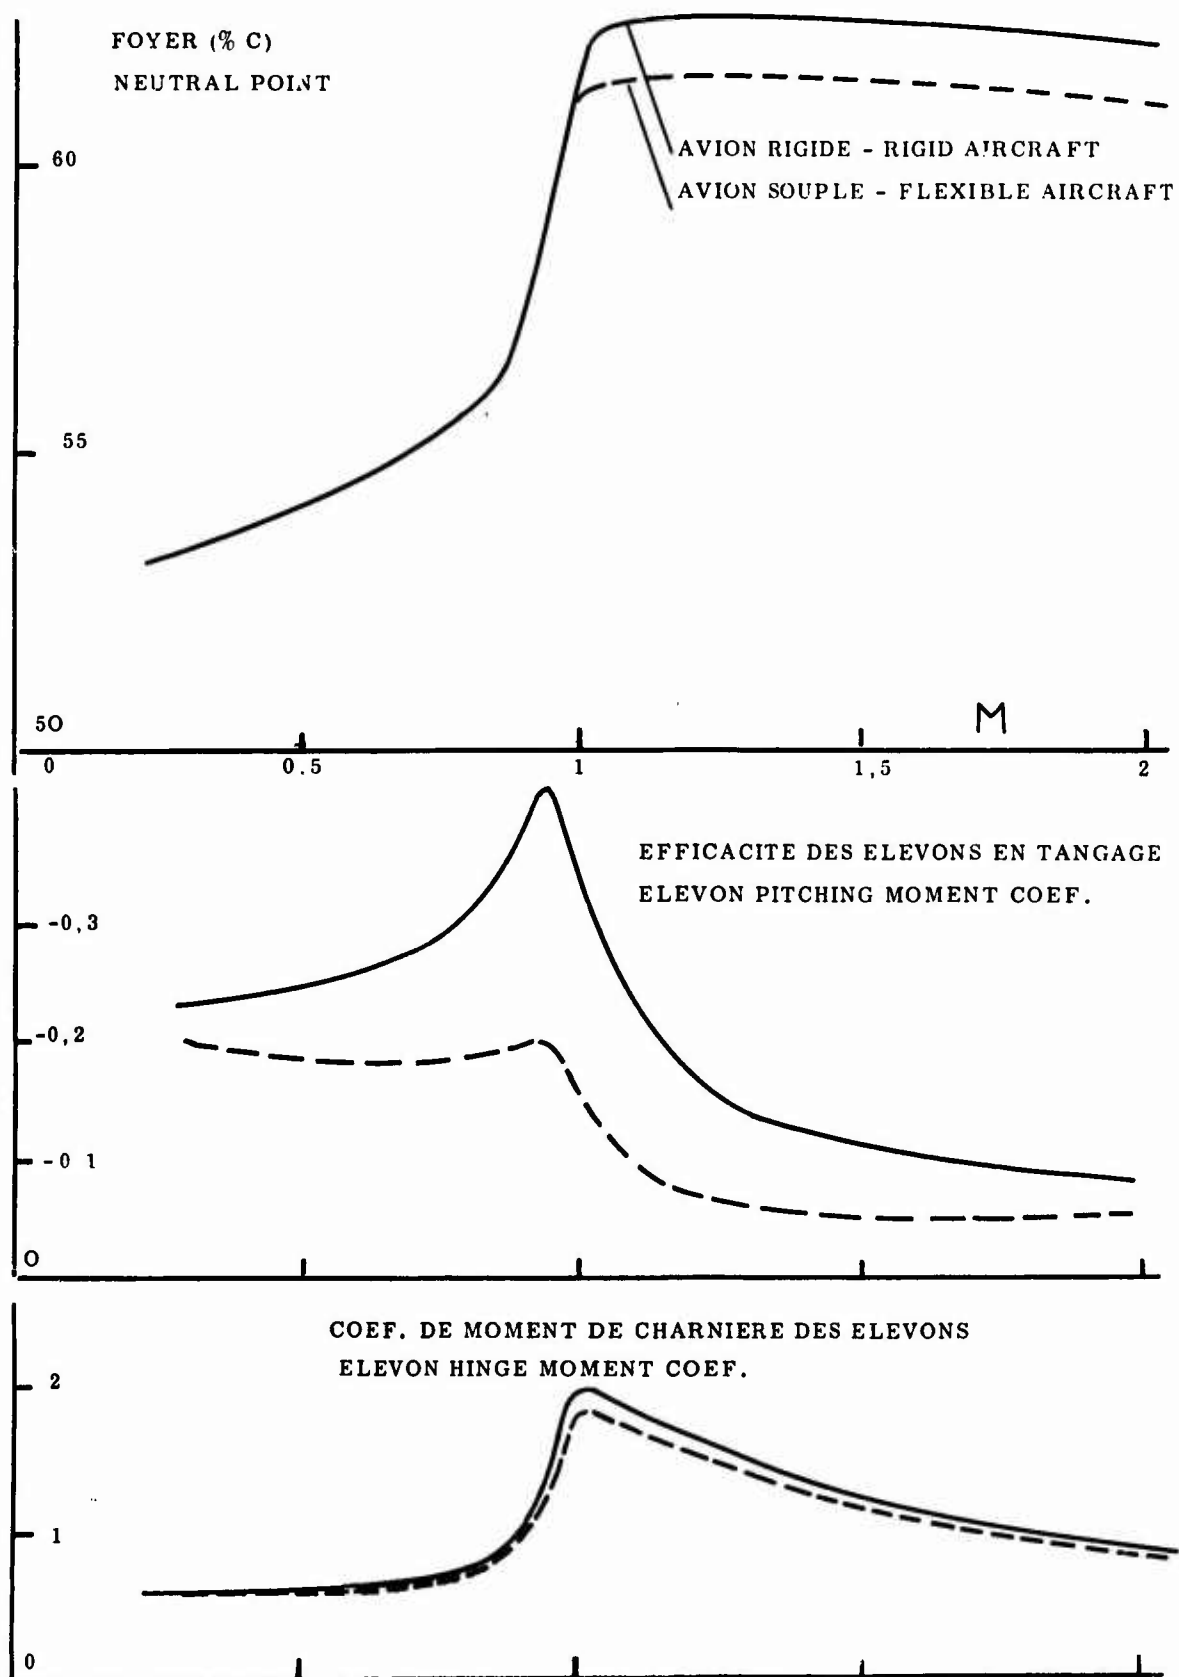 FOYER (% C)
NEUTRAL POINT
60
AVION RIGIDE - RIGID AIRCRAFT
AVION SOUPLE - FLEXIBLE AIRCRAFT
55
50
M
0
0.5
1
1,5
2
EFFICACITE DES ELEVONS EN TANGAGE
ELEVON PITCHING MOMENT COEF.
-0,3
-0,2
-0 1
0
COEF. DE MOMENT DE CHARNIERE DES ELEVONS
ELEVON HINGE MOMENT COEF.
2
1
0